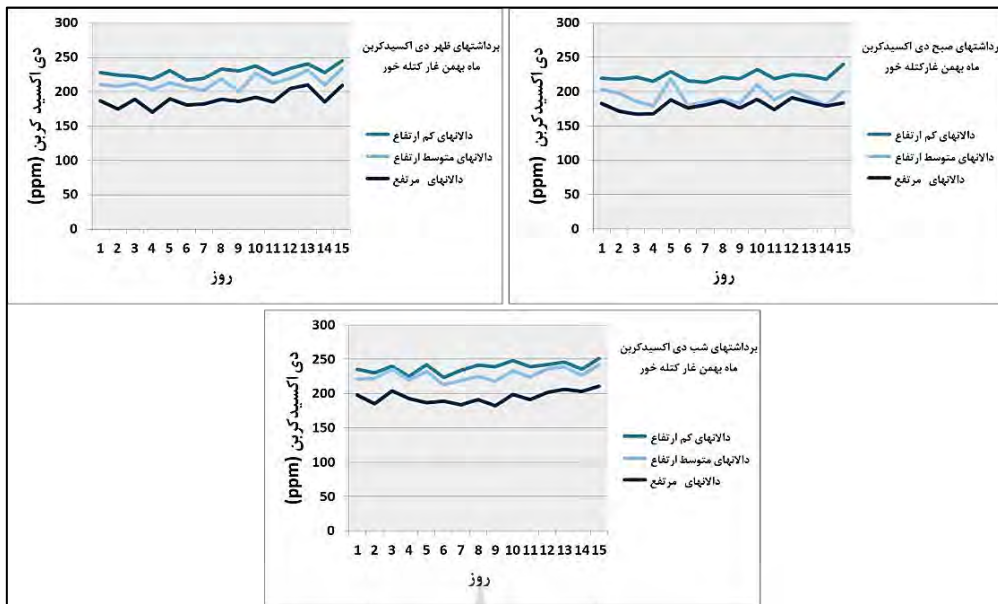 برداشتهای صبح دی اکسیدکربن
ماه بهمن غارکتله خور
دی اکسیدکربن (ppm)
300
250
200
150
100
50
0
1 2 3 4 5 6 7 8 9 10 11 12 13 14 15
روز
دالانهای کم ارتفاع
دالانهای متوسط ارتفاع
دالانهای مرتفع
برداشتهای ظهر دی اکسیدکربن
ماه بهمن غار کتله خور
دی اکسیدکربن (ppm)
300
250
200
150
100
50
0
1 2 3 4 5 6 7 8 9 10 11 12 13 14 15
روز
دالانهای کم ارتفاع
دالانهای متوسط ارتفاع
دالانهای مرتفع
برداشتهای شب دی اکسیدکربن
ماه بهمن غار کتله خور
دی اکسیدکربن (ppm)
300
250
200
150
100
50
0
1 2 3 4 5 6 7 8 9 10 11 12 13 14 15
روز
دالانهای کم ارتفاع
دالانهای متوسط ارتفاع
دالانهای مرتفع